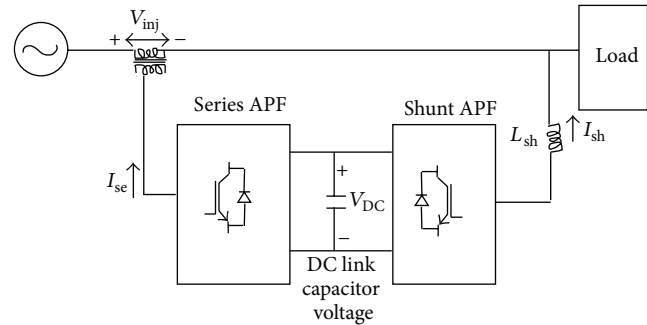 V_inj
+ −
Load
Series APF
Shunt APF
L_sh
I_sh
I_se
+
V_DC
−
DC link
capacitor
voltage